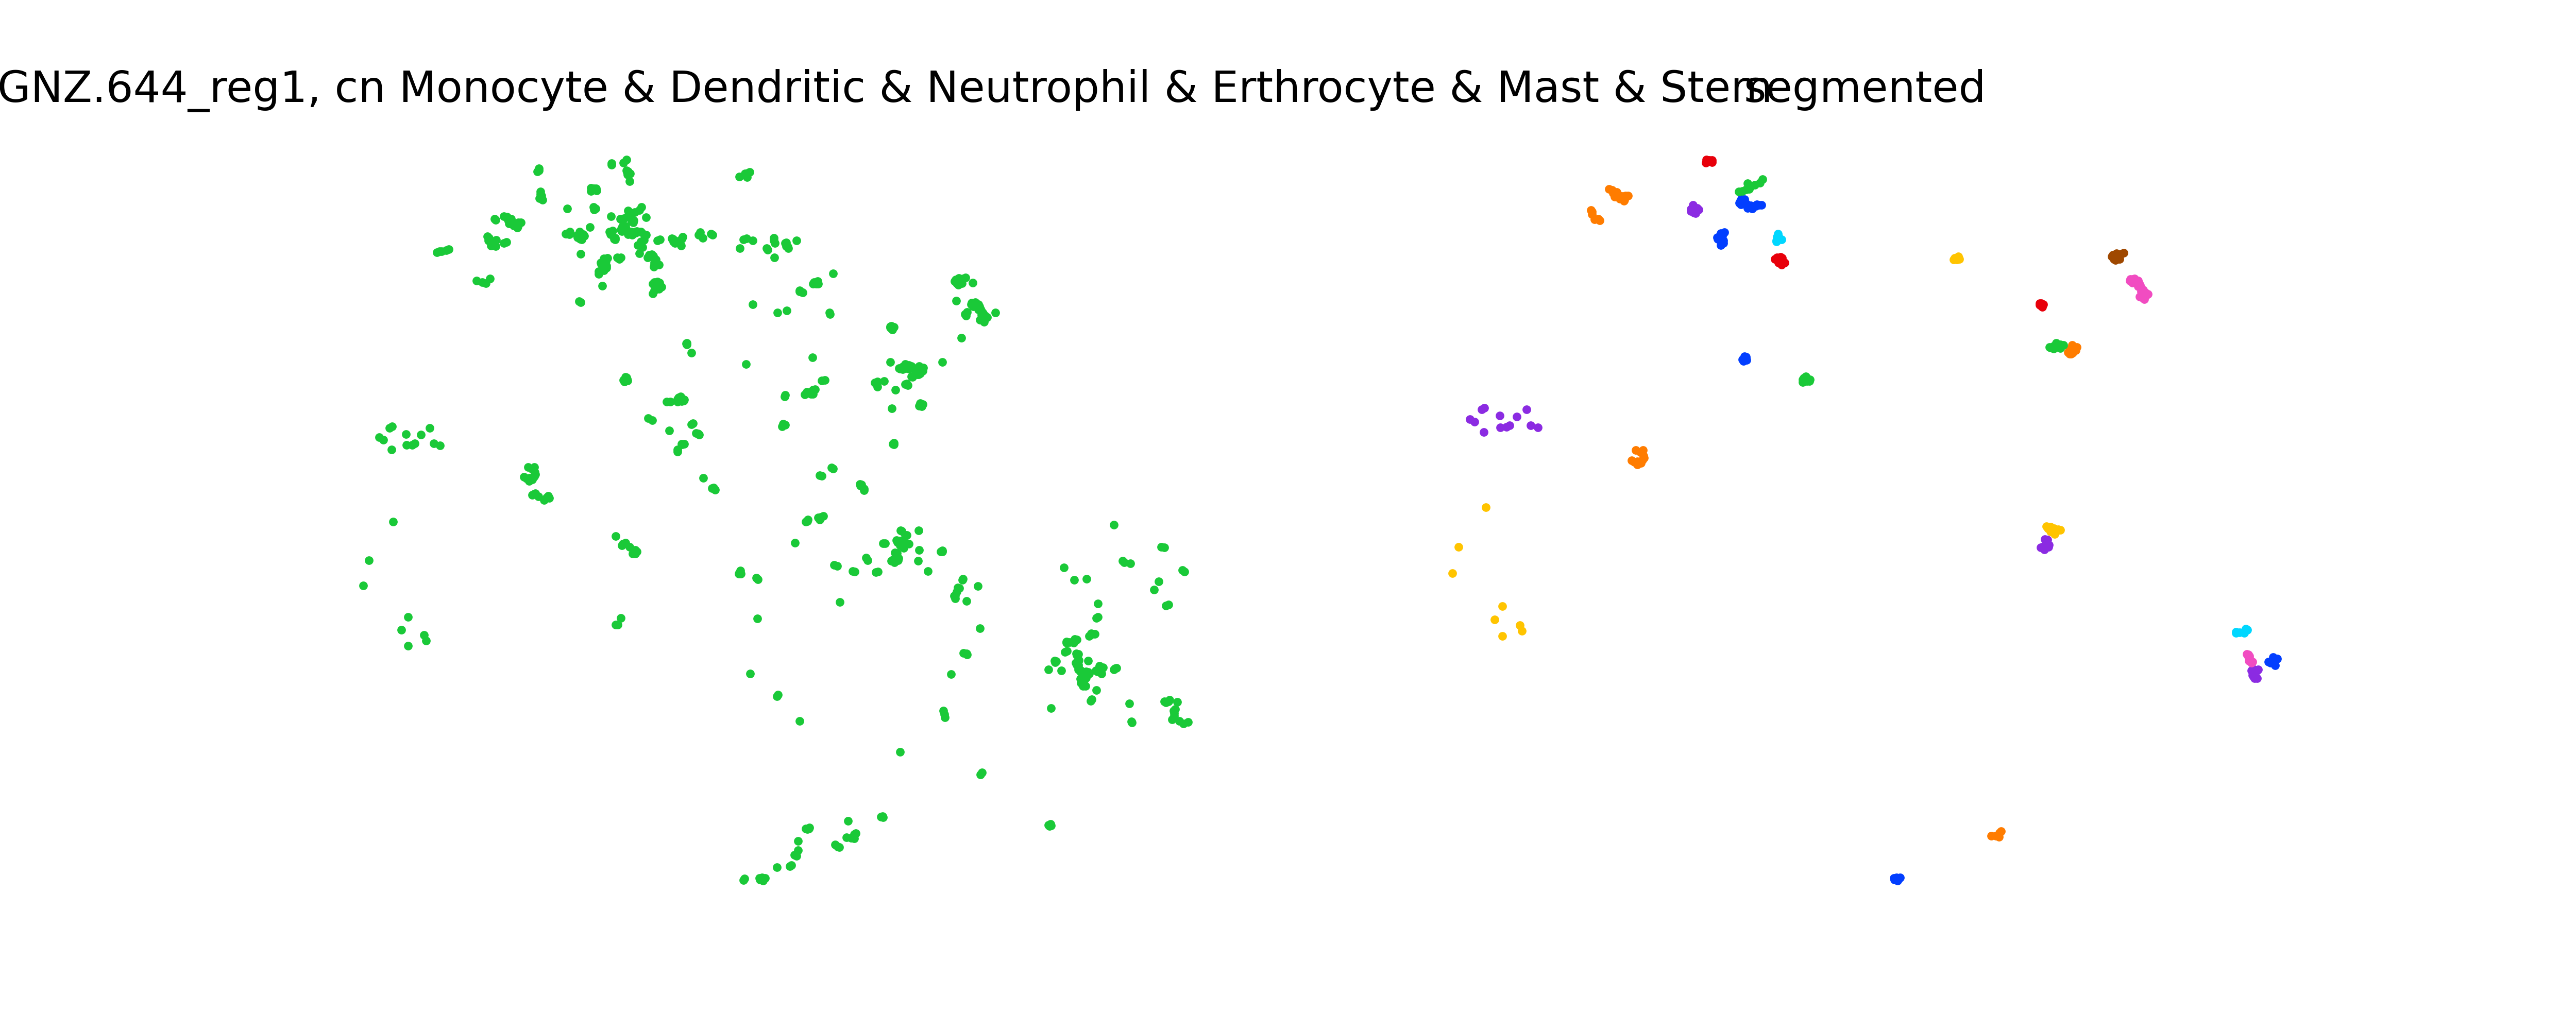 GNZ.644_reg1, cn Monocyte & Dendritic & Neutrophil & Erthrocyte & Mast & Stem
segmented